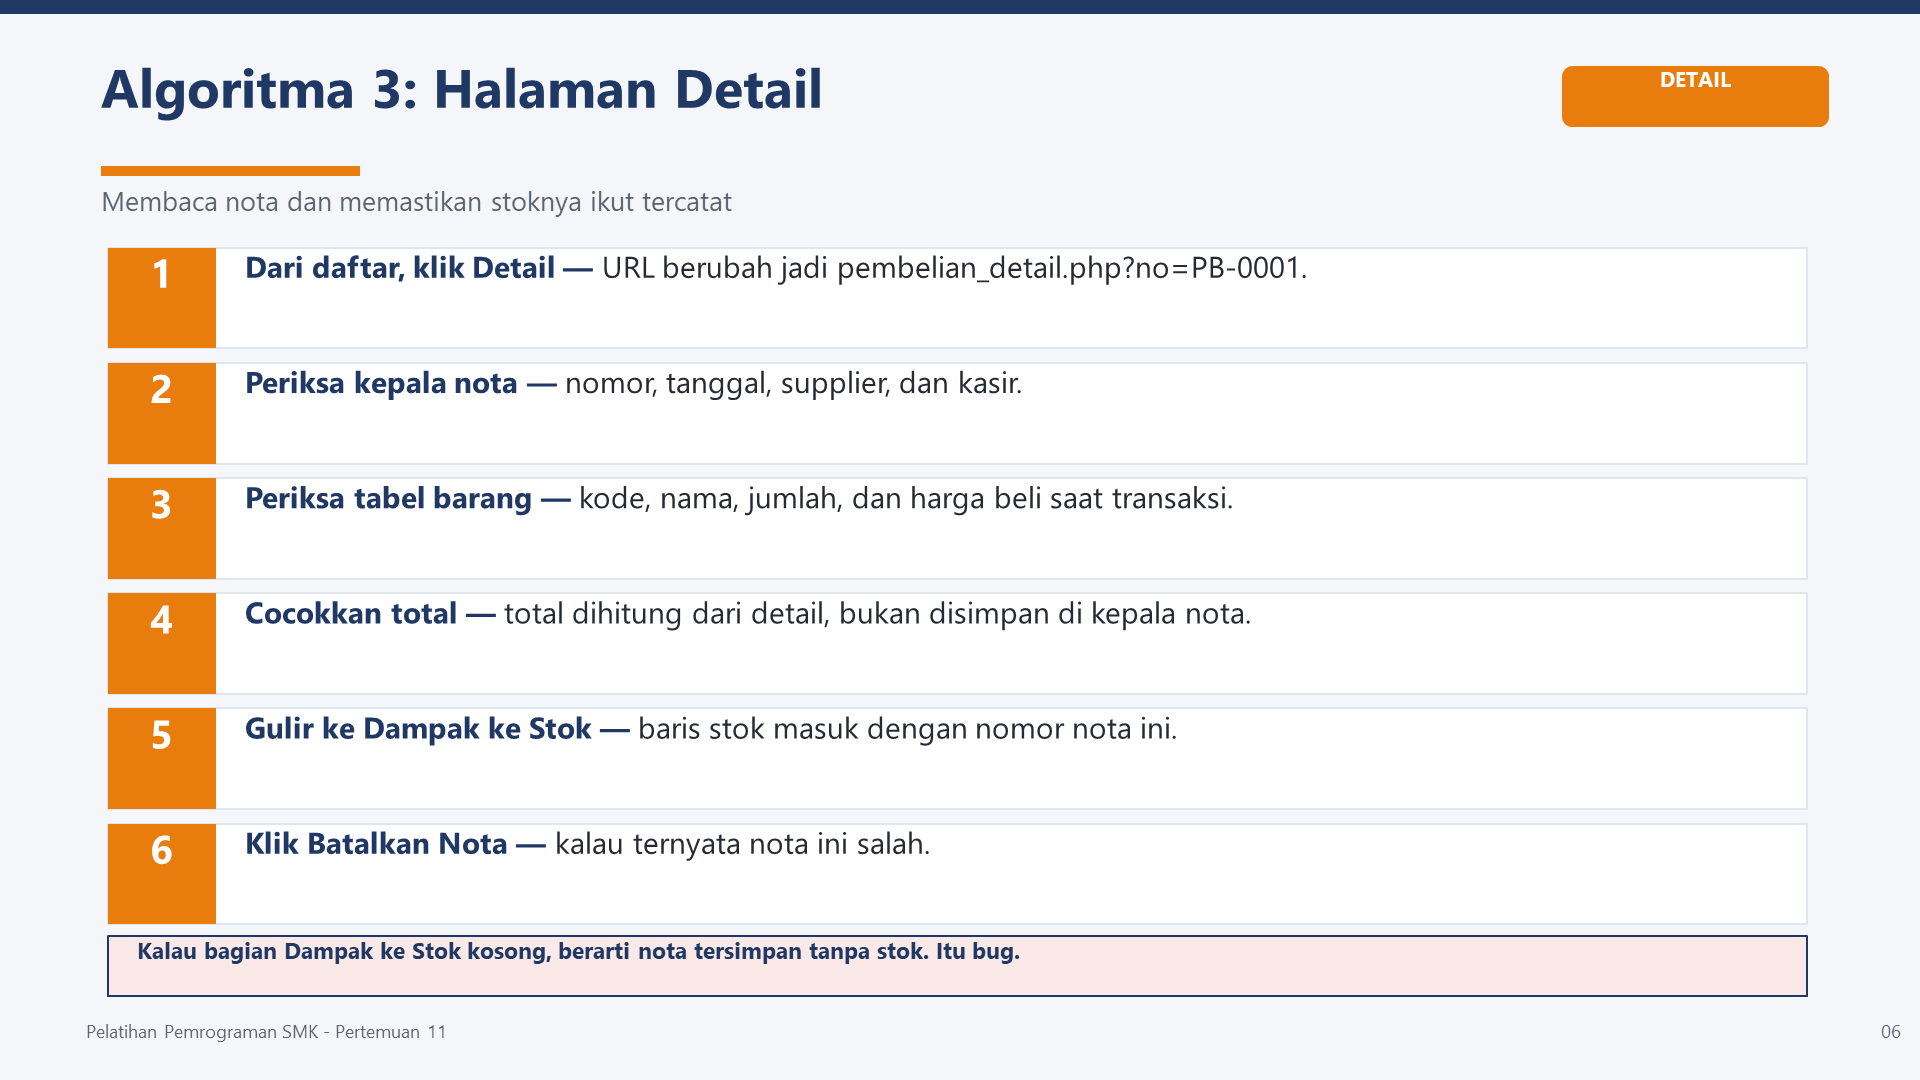 Algoritma 3: Halaman Detail
DETAIL
Membaca nota dan memastikan stoknya ikut tercatat
1
Dari daftar, klik Detail — URL berubah jadi pembelian_detail.php?no=PB-0001.
2
Periksa kepala nota — nomor, tanggal, supplier, dan kasir.
3
Periksa tabel barang — kode, nama, jumlah, dan harga beli saat transaksi.
4
Cocokkan total — total dihitung dari detail, bukan disimpan di kepala nota.
5
Gulir ke Dampak ke Stok — baris stok masuk dengan nomor nota ini.
6
Klik Batalkan Nota — kalau ternyata nota ini salah.
Kalau bagian Dampak ke Stok kosong, berarti nota tersimpan tanpa stok. Itu bug.
Pelatihan Pemrograman SMK - Pertemuan 11
06